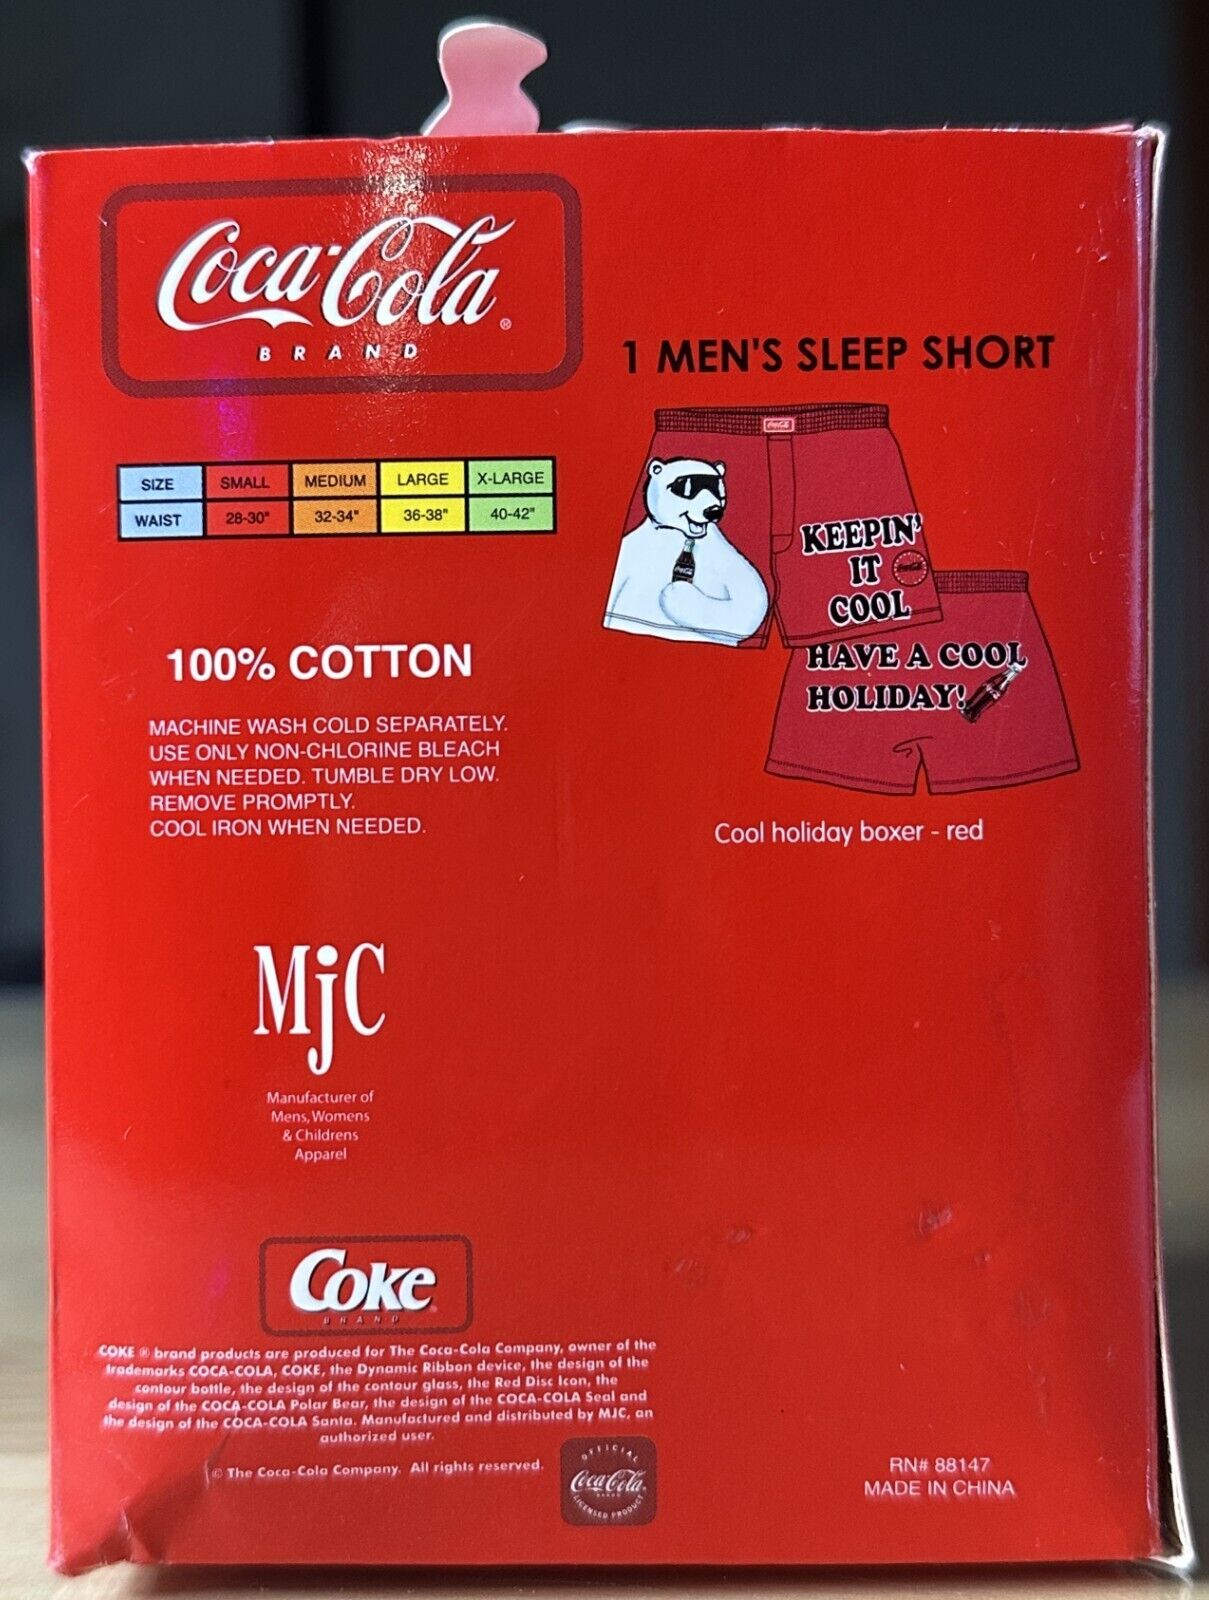 Coca-Cola ®
BRAND
1 MEN'S SLEEP SHORT
SIZE SMALL MEDIUM LARGE X-LARGE
WAIST 28-30" 32-34" 36-38" 40-42"
Coca-Cola
KEEPIN'
IT
COOL
Coca-Cola
Coca-Cola
HAVE A COOL
HOLIDAY!
Cool holiday boxer - red
100% COTTON
MACHINE WASH COLD SEPARATELY.
USE ONLY NON-CHLORINE BLEACH
WHEN NEEDED. TUMBLE DRY LOW.
REMOVE PROMPTLY.
COOL IRON WHEN NEEDED.
MjC
Manufacturer of
Mens, Womens
& Childrens
Apparel
Coke
BRAND
COKE ® brand products are produced for The Coca-Cola Company, owner of the
trademarks COCA-COLA, COKE, the Dynamic Ribbon device, the design of the
contour bottle, the design of the contour glass, the Red Disc Icon, the
design of the COCA-COLA Polar Bear, the design of the COCA-COLA Seal and
the design of the COCA-COLA Santa. Manufactured and distributed by MJC, an
authorized user.
© The Coca-Cola Company. All rights reserved.
OFFICIAL
Coca-Cola
BRAND
LICENSED PRODUCT
RN# 88147
MADE IN CHINA